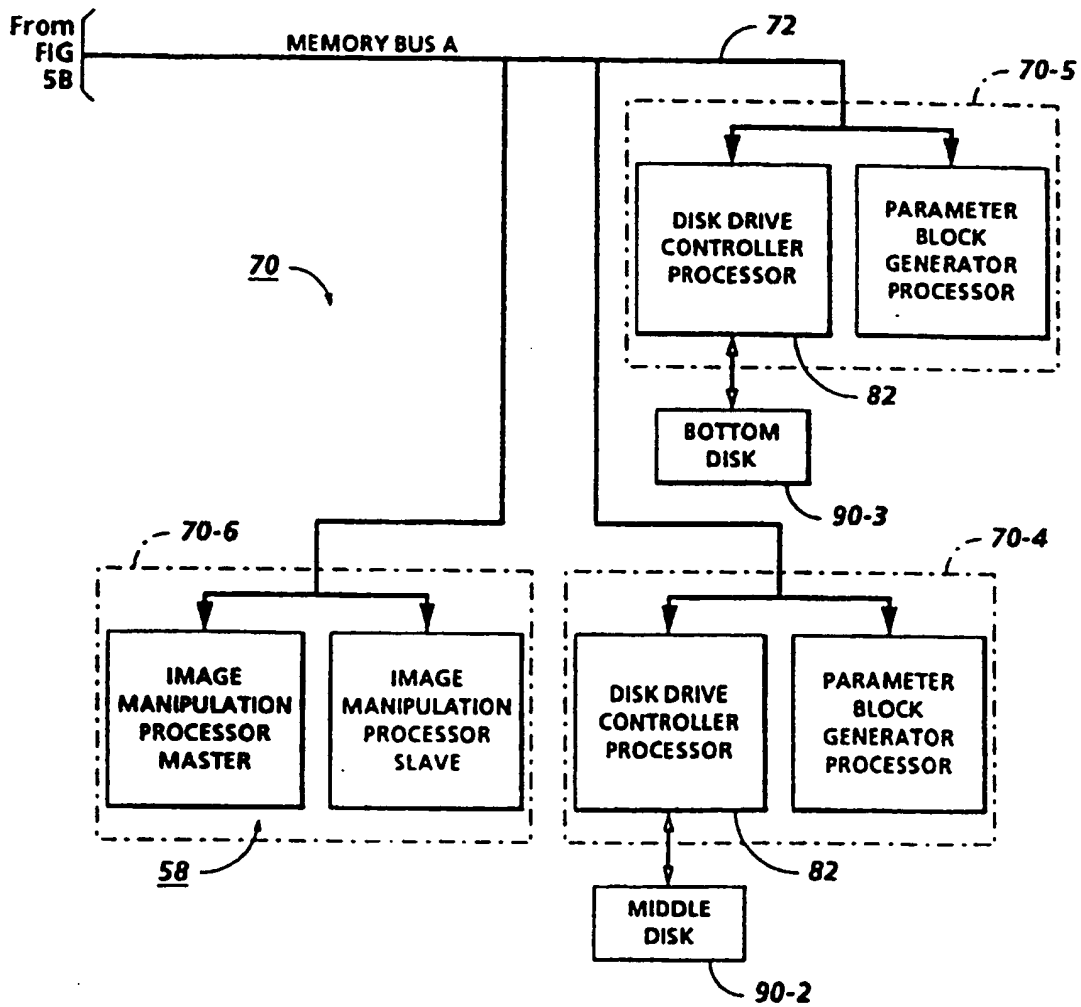 From
FIG
5B
MEMORY BUS A
72
70-5
DISK DRIVE
CONTROLLER
PROCESSOR
PARAMETER
BLOCK
GENERATOR
PROCESSOR
70
82
BOTTOM
DISK
90-3
70-6
70-4
IMAGE
MANIPULATION
PROCESSOR
MASTER
IMAGE
MANIPULATION
PROCESSOR
SLAVE
DISK DRIVE
CONTROLLER
PROCESSOR
PARAMETER
BLOCK
GENERATOR
PROCESSOR
58
82
MIDDLE
DISK
90-2